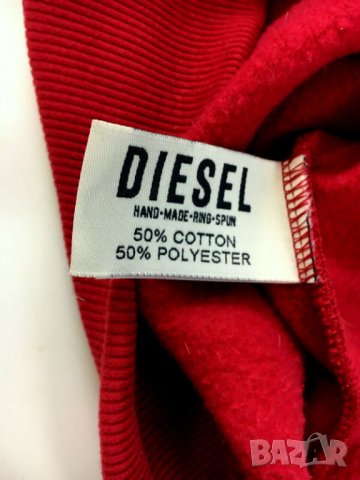 DIESEL
HAND•MADE•RING•SPUN
50% COTTON
50% POLYESTER
BAZAR